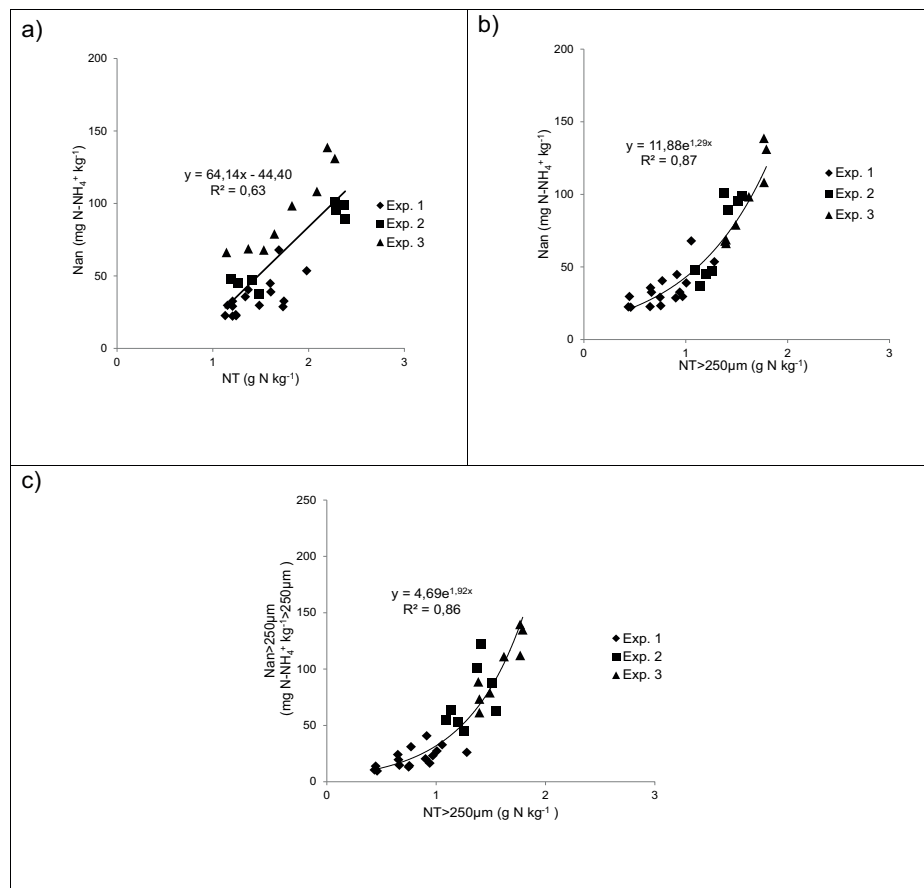 a)
200
150
100
50
0
Nan (mg N-NH₄⁺ kg⁻¹)
y = 64,14x - 44,40
R² = 0,63
Exp. 1
Exp. 2
Exp. 3
0 1 2 3
NT (g N kg⁻¹)
b)
200
150
100
50
0
Nan (mg N-NH₄⁺ kg⁻¹)
y = 11,88e¹,²⁹ˣ
R² = 0,87
Exp. 1
Exp. 2
Exp. 3
0 1 2 3
NT>250µm (g N kg⁻¹)
c)
250
200
150
100
50
0
Nan>250µm
(mg N-NH₄⁺ kg⁻¹>250µm )
y = 4,69e¹,⁹²ˣ
R² = 0,86
Exp. 1
Exp. 2
Exp. 3
0 1 2 3
NT>250µm (g N kg⁻¹ )